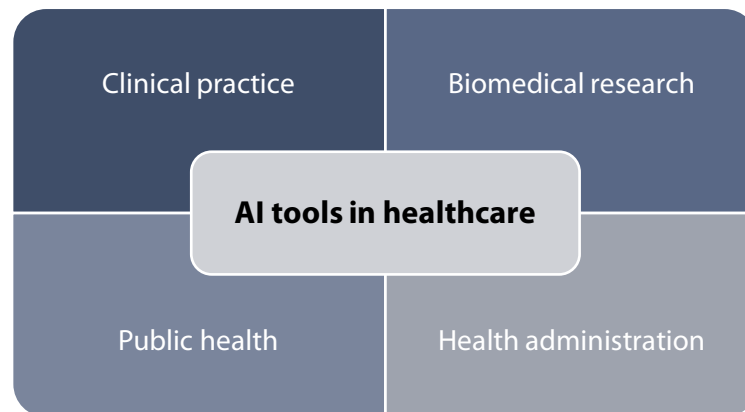 Clinical practice
Biomedical research
AI tools in healthcare
Public health
Health administration